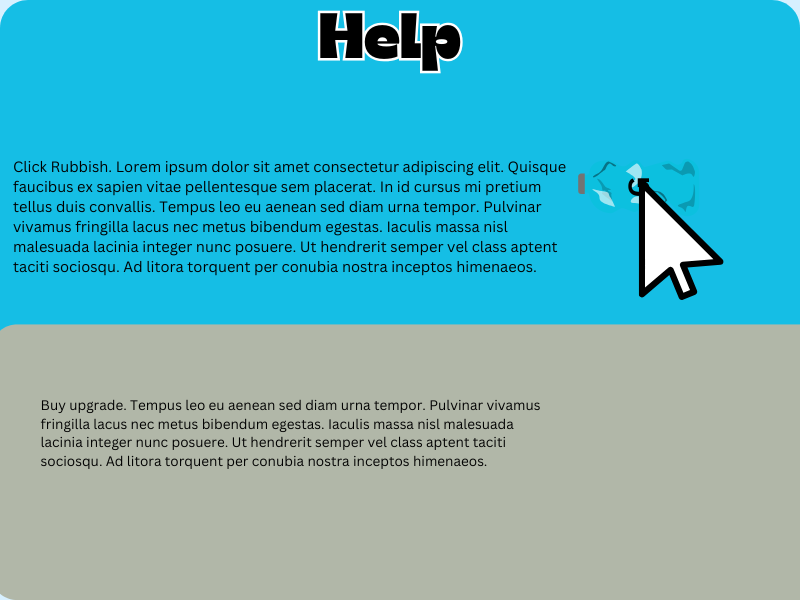 Help
Click Rubbish. Lorem ipsum dolor sit amet consectetur adipiscing elit. Quisque
faucibus ex sapien vitae pellentesque sem placerat. In id cursus mi pretium
tellus duis convallis. Tempus leo eu aenean sed diam urna tempor. Pulvinar
vivamus fringilla lacus nec metus bibendum egestas. Iaculis massa nisl
malesuada lacinia integer nunc posuere. Ut hendrerit semper vel class aptent
taciti sociosqu. Ad litora torquent per conubia nostra inceptos himenaeos.
Buy upgrade. Tempus leo eu aenean sed diam urna tempor. Pulvinar vivamus
fringilla lacus nec metus bibendum egestas. Iaculis massa nisl malesuada
lacinia integer nunc posuere. Ut hendrerit semper vel class aptent taciti
sociosqu. Ad litora torquent per conubia nostra inceptos himenaeos.